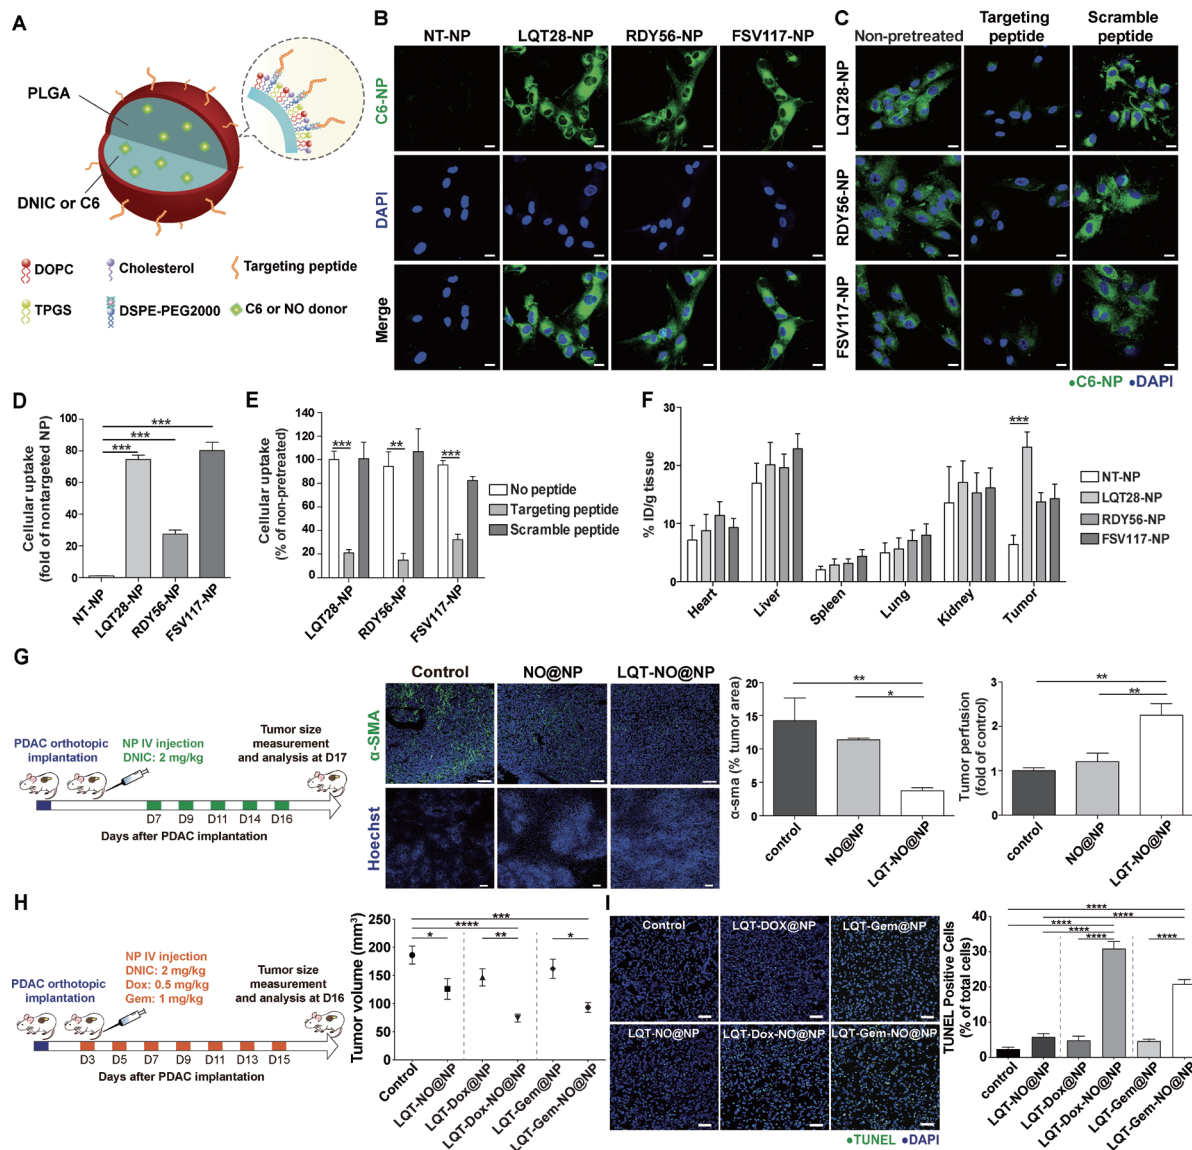 A
PLGA
DNIC or C6
DOPC
Cholesterol
Targeting peptide
TPGS
DSPE-PEG2000
C6 or NO donor
B
NT-NP
LQT28-NP
RDY56-NP
FSV117-NP
C6-NP
DAPI
Merge
C
Non-pretreated
Targeting
peptide
Scramble
peptide
LQT28-NP
RDY56-NP
FSV117-NP
●C6-NP ●DAPI
D
Cellular uptake
(fold of nontargeted NP)
100
80
60
40
20
0
***
***
***
NT-NP
LQT28-NP
RDY56-NP
FSV117-NP
E
Cellular uptake
(% of non-pretreated)
140
120
100
80
60
40
20
0
***
**
***
LQT28-NP
RDY56-NP
FSV117-NP
No peptide
Targeting peptide
Scramble peptide
F
% ID/g tissue
30
20
10
0
***
Heart
Liver
Spleen
Lung
Kidney
Tumor
NT-NP
LQT28-NP
RDY56-NP
FSV117-NP
G
PDAC orthotopic
implantation
NP IV injection
DNIC: 2 mg/kg
Tumor size
measurement
and analysis at D17
D7
D9
D11
D14
D16
Days after PDAC implantation
Control
NO@NP
LQT-NO@NP
α-SMA
Hoechst
α-sma (% tumor area)
20
15
10
5
0
**
*
control
NO@NP
LQT-NO@NP
Tumor perfusion
(fold of control)
3
2
1
0
**
**
control
NO@NP
LQT-NO@NP
H
PDAC orthotopic
implantation
NP IV injection
DNIC: 2 mg/kg
Dox: 0.5 mg/kg
Gem: 1 mg/kg
Tumor size
measurement
and analysis at D16
D3
D5
D7
D9
D11
D13
D15
Days after PDAC implantation
Tumor volume (mm³)
250
200
150
100
50
0
***
****
*
**
*
Control
LQT-NO@NP
LQT-Dox@NP
LQT-Dox-NO@NP
LQT-Gem@NP
LQT-Gem-NO@NP
I
Control
LQT-DOX@NP
LQT-Gem@NP
LQT-NO@NP
LQT-Dox-NO@NP
LQT-Gem-NO@NP
●TUNEL ●DAPI
TUNEL Positive Cells
(% of total cells)
40
30
20
10
0
****
****
****
****
****
****
control
LQT-NO@NP
LQT-Dox@NP
LQT-Dox-NO@NP
LQT-Gem@NP
LQT-Gem-NO@NP